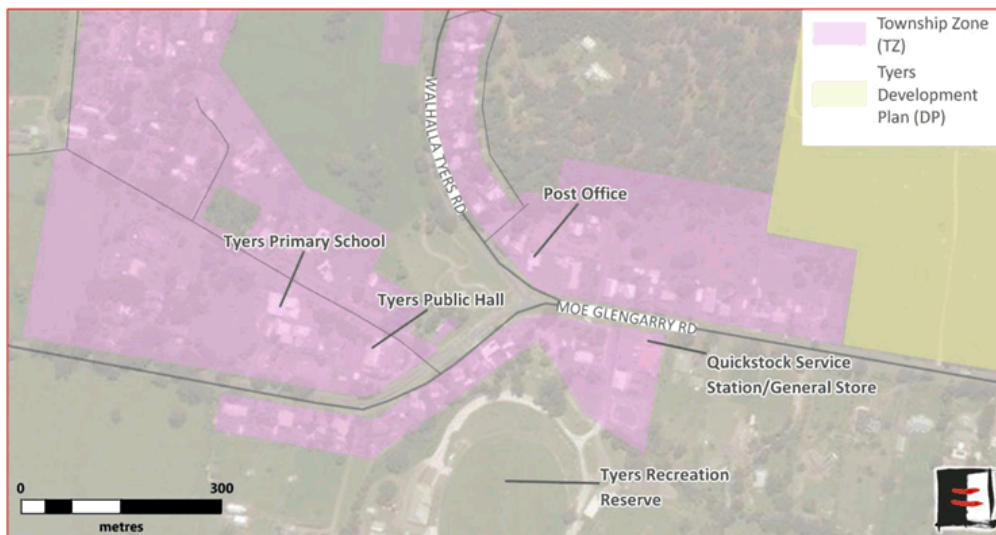 Township Zone
(TZ)
Tyers
Development
Plan (DP)
WALHALLA TYERS RD
Post Office
Tyers Primary School
Tyers Public Hall
MOE GLENGARRY RD
Quickstock Service
Station/General Store
Tyers Recreation
Reserve
0 300
metres